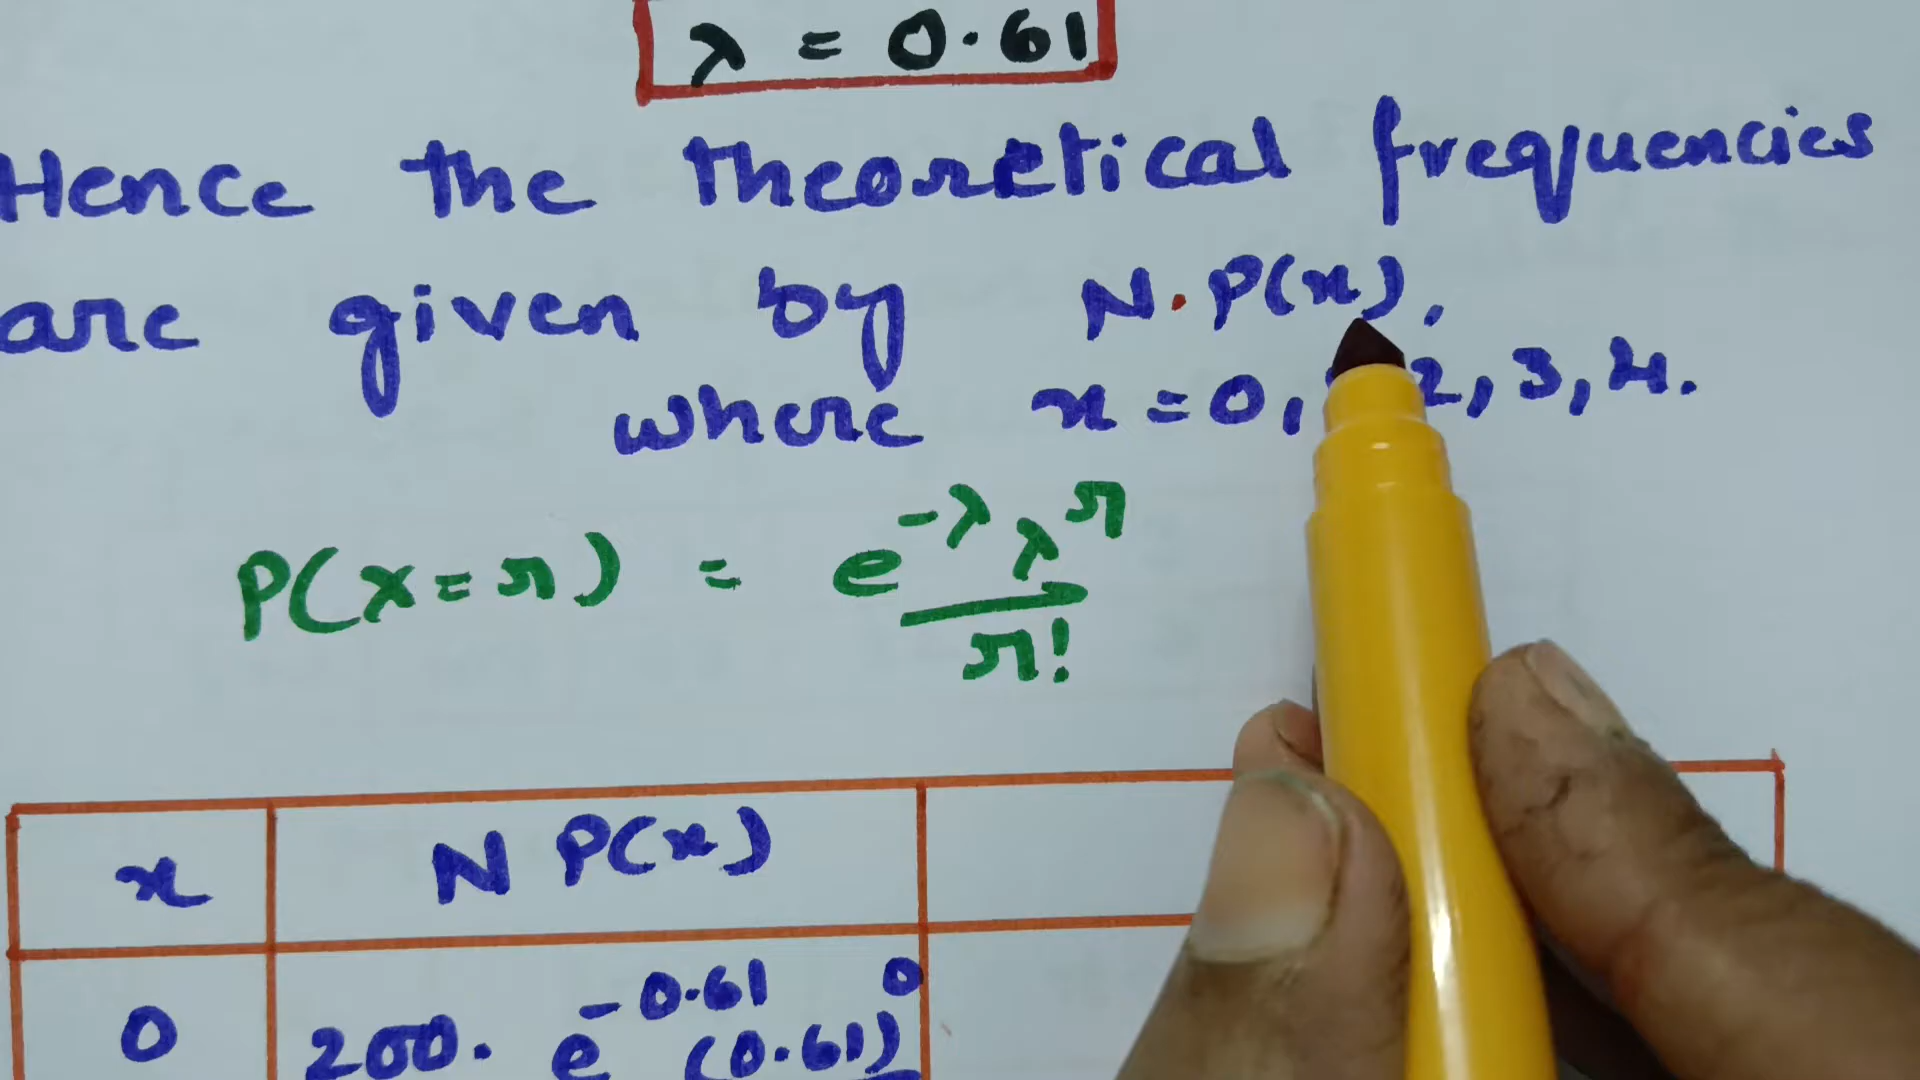 λ = 0.61
Hence the theoretical frequencies
are given by N·P(x),
where x = 0, 2, 3, 4.
P(x=r) = e^-λ λ^r / r!
x N P(x)
0 200. e^-0.61 (0.61)^0